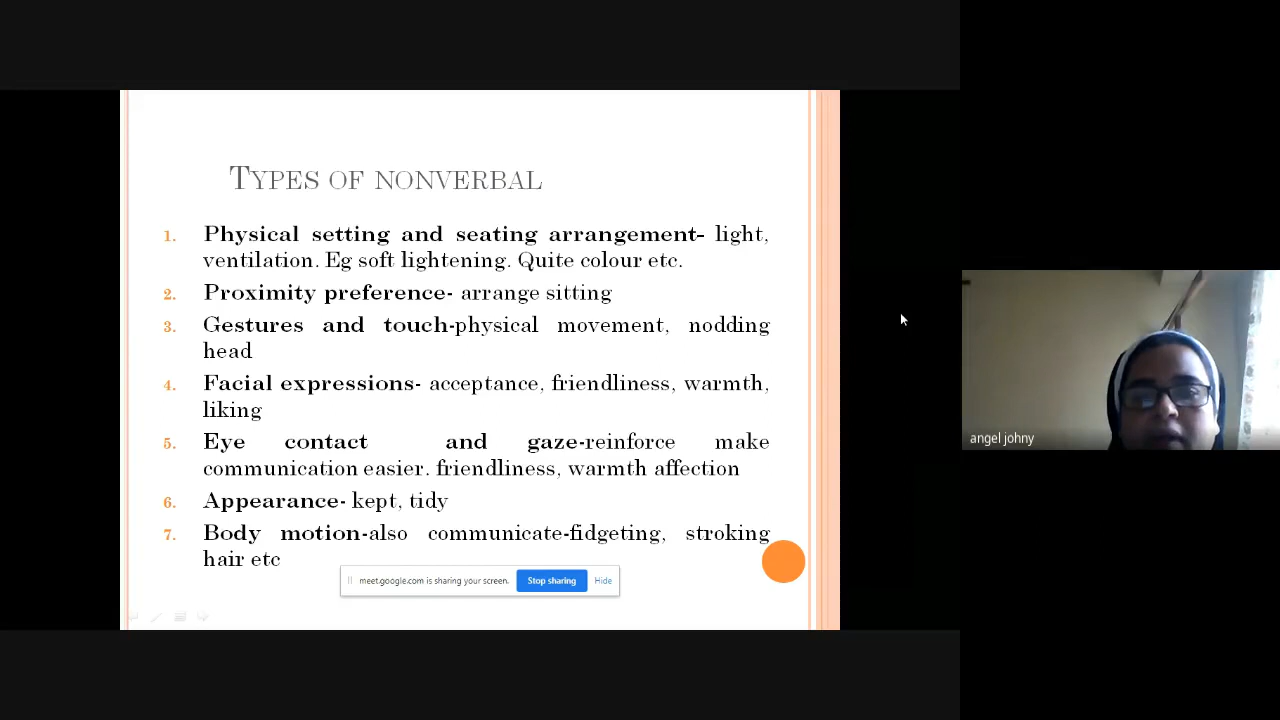 TYPES OF NONVERBAL
1. Physical setting and seating arrangement- light,
ventilation. Eg soft lightening. Quite colour etc.
2. Proximity preference- arrange sitting
3. Gestures and touch-physical movement, nodding
head
4. Facial expressions- acceptance, friendliness, warmth,
liking
5. Eye contact and gaze-reinforce make
communication easier. friendliness, warmth affection
6. Appearance- kept, tidy
7. Body motion-also communicate-fidgeting, stroking
hair etc
meet.google.com is sharing your screen. Stop sharing Hide
angel johny